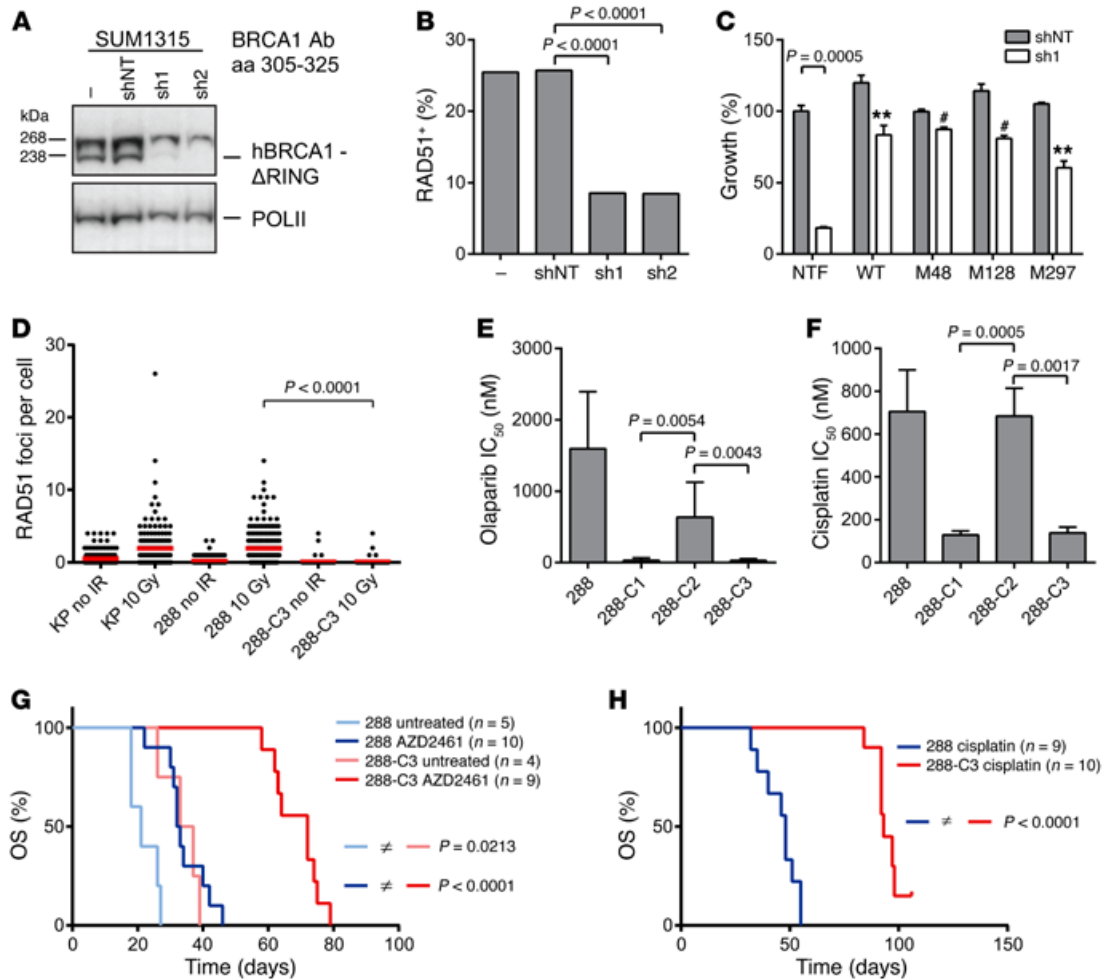 A
SUM1315
BRCA1 Ab
aa 305-325
–
shNT
sh1
sh2
kDa
268
238
hBRCA1 -
ΔRING
POLII
B
P < 0.0001
P < 0.0001
RAD51⁺ (%)
30
20
10
0
–
shNT
sh1
sh2
C
shNT
sh1
P = 0.0005
Growth (%)
150
100
50
0
**
#
#
**
NTF
WT
M48
M128
M297
D
RAD51 foci per cell
30
20
10
0
P < 0.0001
KP no IR
KP 10 Gy
288 no IR
288 10 Gy
288-C3 no IR
288-C3 10 Gy
E
Olaparib IC₅₀ (nM)
3000
2000
1000
0
P = 0.0054
P = 0.0043
288
288-C1
288-C2
288-C3
F
Cisplatin IC₅₀ (nM)
1000
800
600
400
200
0
P = 0.0005
P = 0.0017
288
288-C1
288-C2
288-C3
G
OS (%)
100
50
0
288 untreated (n = 5)
288 AZD2461 (n = 10)
288-C3 untreated (n = 4)
288-C3 AZD2461 (n = 9)
≠ P = 0.0213
≠ P < 0.0001
0 20 40 60 80 100
Time (days)
H
OS (%)
100
50
0
288 cisplatin (n = 9)
288-C3 cisplatin (n = 10)
≠ P < 0.0001
0 50 100 150
Time (days)